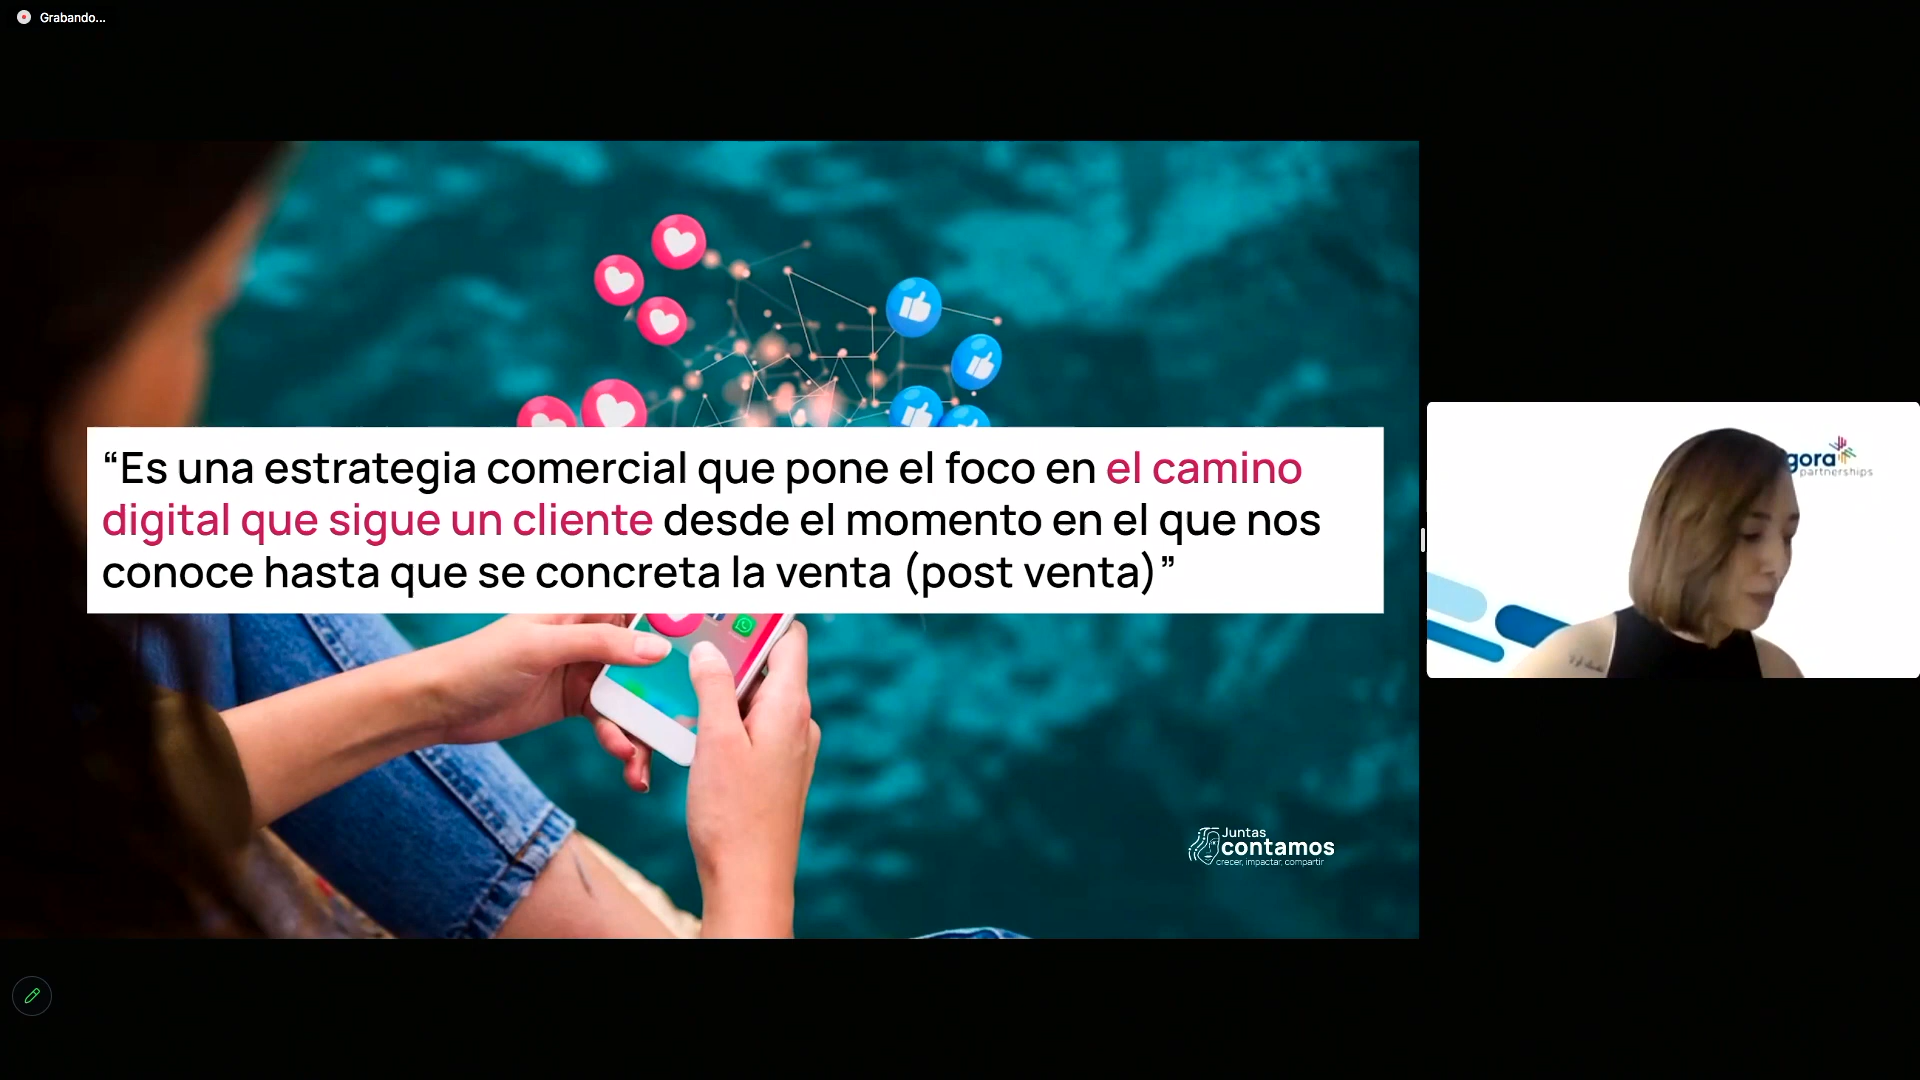 Grabando...
“Es una estrategia comercial que pone el foco en el camino
digital que sigue un cliente desde el momento en el que nos
conoce hasta que se concreta la venta (post venta)”
gora
partnerships
Juntas
contamos
crecer, impactar, compartir